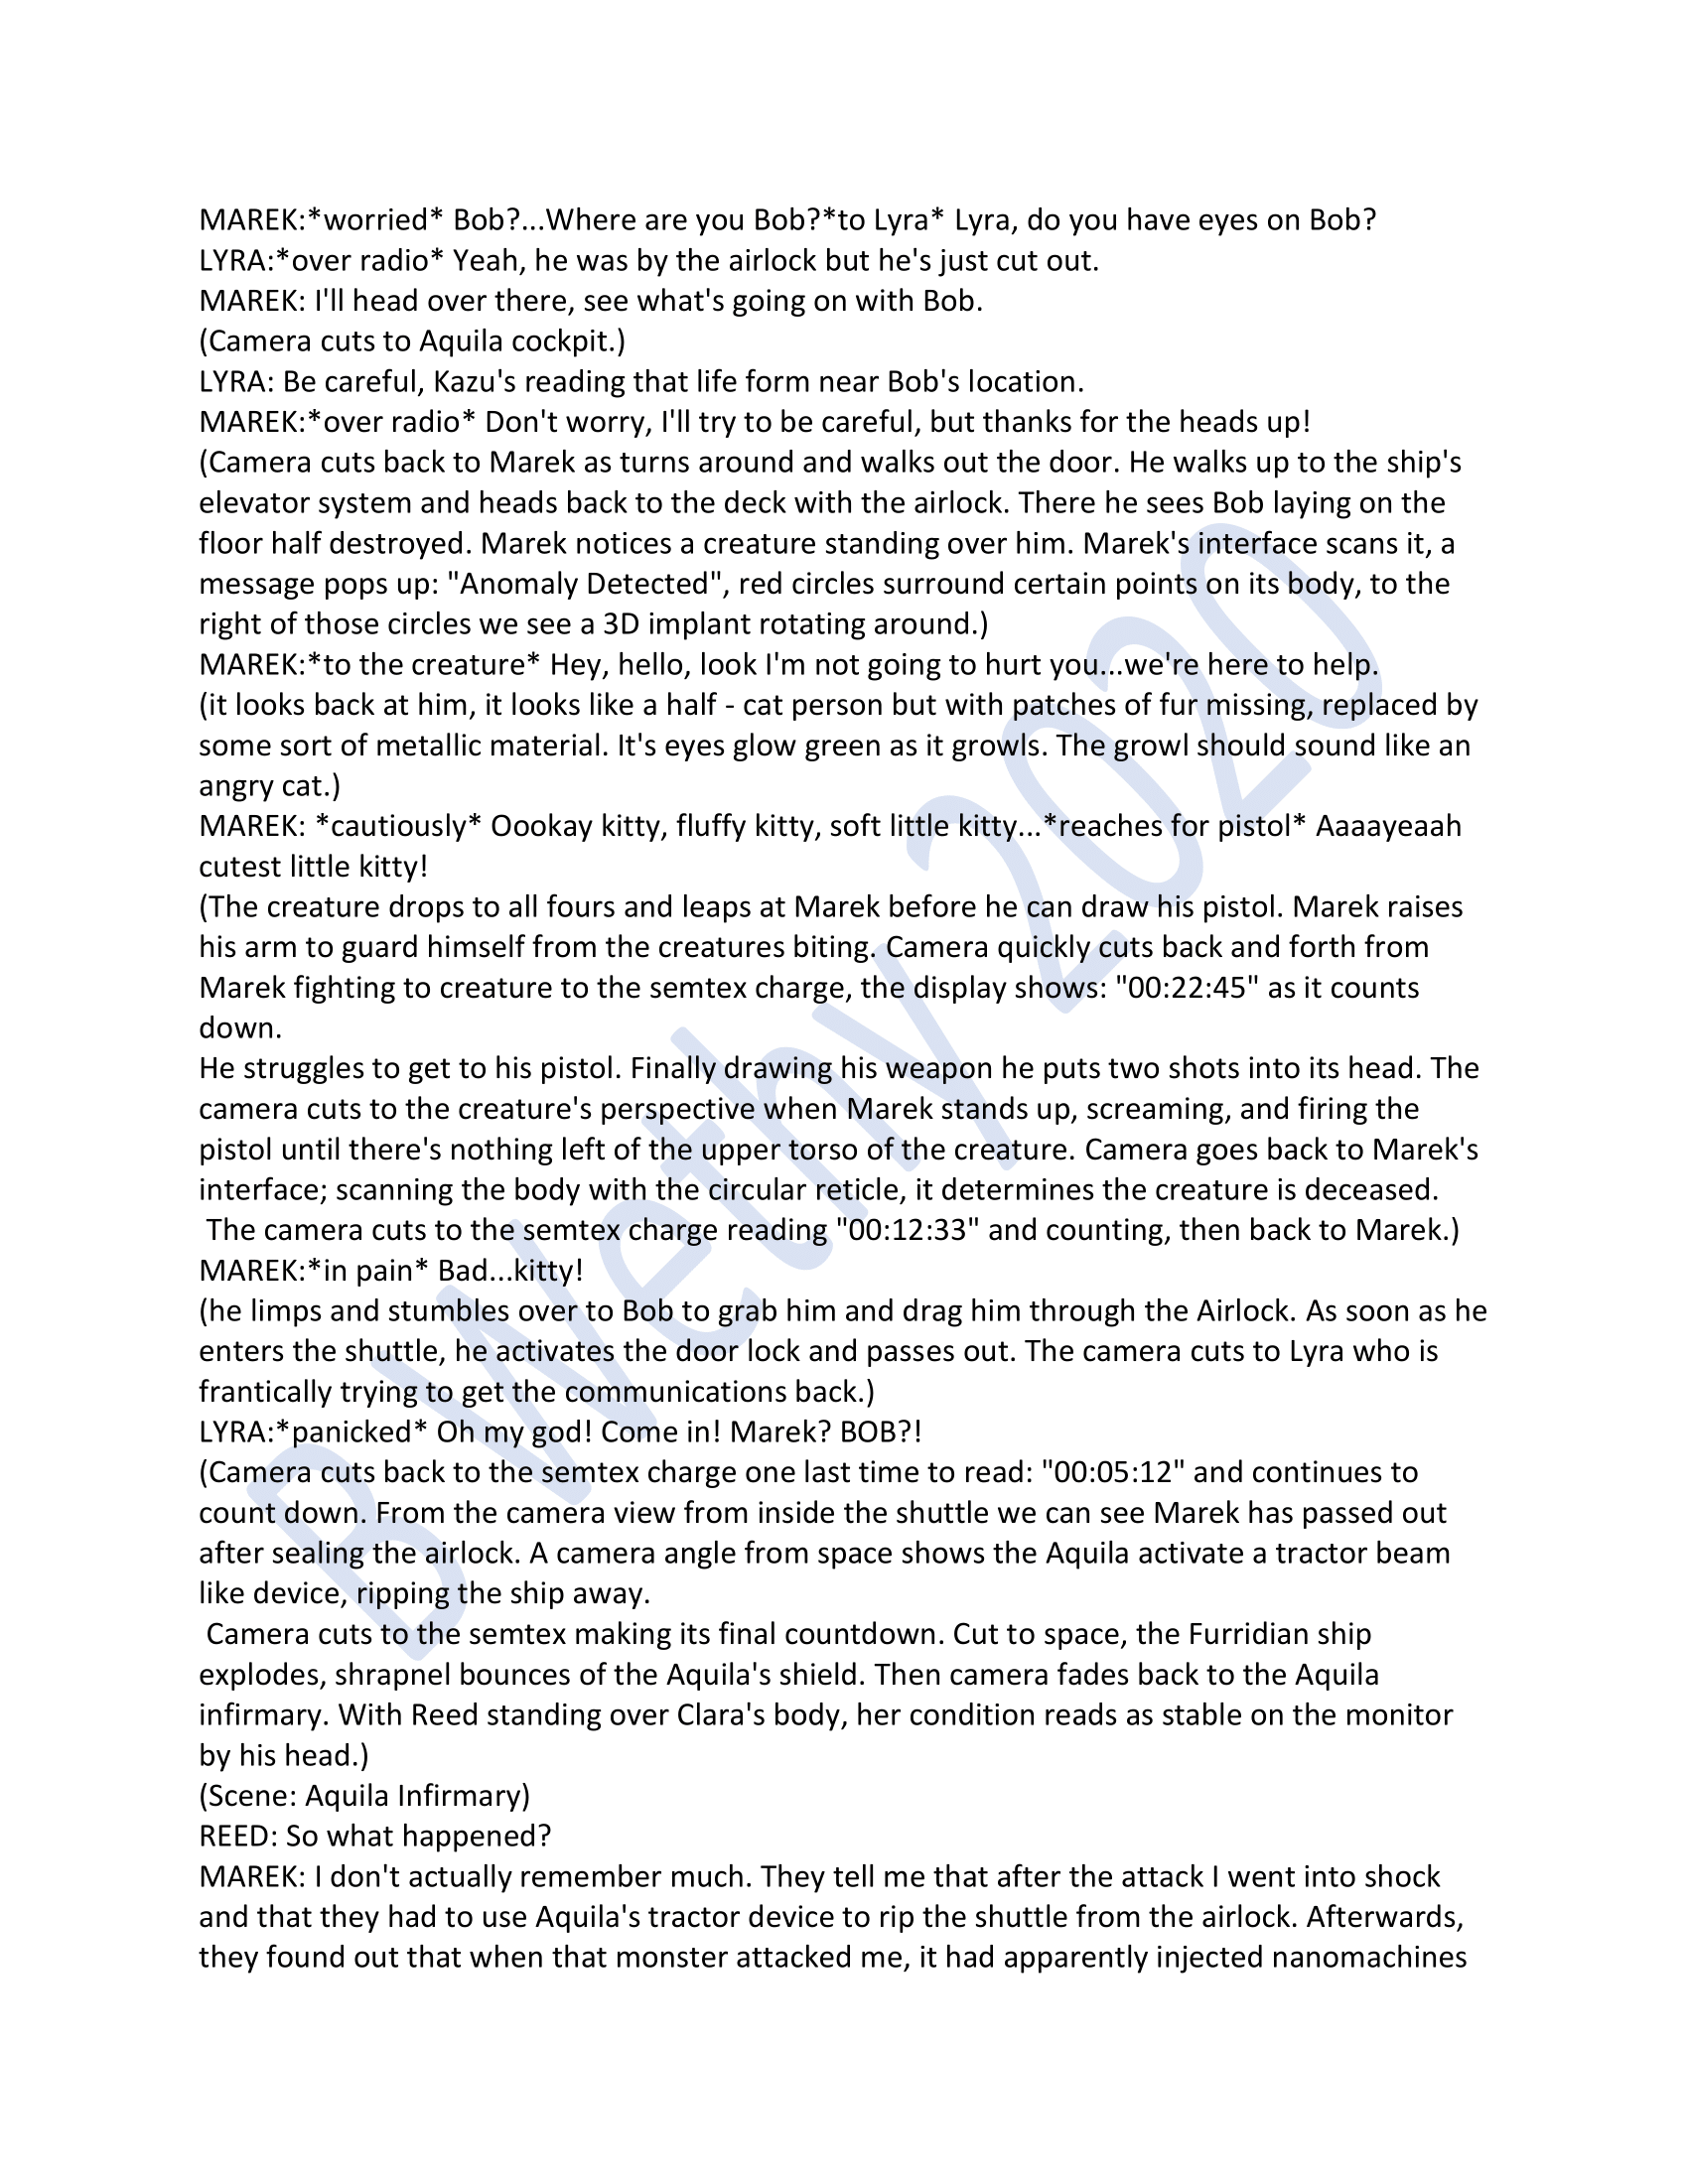 MAREK:*worried* Bob?...Where are you Bob?*to Lyra* Lyra, do you have eyes on Bob?
LYRA:*over radio* Yeah, he was by the airlock but he's just cut out.
MAREK: I'll head over there, see what's going on with Bob.
(Camera cuts to Aquila cockpit.)
LYRA: Be careful, Kazu's reading that life form near Bob's location.
MAREK:*over radio* Don't worry, I'll try to be careful, but thanks for the heads up!
(Camera cuts back to Marek as turns around and walks out the door. He walks up to the ship's
elevator system and heads back to the deck with the airlock. There he sees Bob laying on the
floor half destroyed. Marek notices a creature standing over him. Marek's interface scans it, a
message pops up: "Anomaly Detected", red circles surround certain points on its body, to the
right of those circles we see a 3D implant rotating around.)
MAREK:*to the creature* Hey, hello, look I'm not going to hurt you...we're here to help.
(it looks back at him, it looks like a half - cat person but with patches of fur missing, replaced by
some sort of metallic material. It's eyes glow green as it growls. The growl should sound like an
angry cat.)
MAREK: *cautiously* Oookay kitty, fluffy kitty, soft little kitty...*reaches for pistol* Aaaayeaah
cutest little kitty!
(The creature drops to all fours and leaps at Marek before he can draw his pistol. Marek raises
his arm to guard himself from the creatures biting. Camera quickly cuts back and forth from
Marek fighting to creature to the semtex charge, the display shows: "00:22:45" as it counts
down.
He struggles to get to his pistol. Finally drawing his weapon he puts two shots into its head. The
camera cuts to the creature's perspective when Marek stands up, screaming, and firing the
pistol until there's nothing left of the upper torso of the creature. Camera goes back to Marek's
interface; scanning the body with the circular reticle, it determines the creature is deceased.
The camera cuts to the semtex charge reading "00:12:33" and counting, then back to Marek.)
MAREK:*in pain* Bad...kitty!
(he limps and stumbles over to Bob to grab him and drag him through the Airlock. As soon as he
enters the shuttle, he activates the door lock and passes out. The camera cuts to Lyra who is
frantically trying to get the communications back.)
LYRA:*panicked* Oh my god! Come in! Marek? BOB?!
(Camera cuts back to the semtex charge one last time to read: "00:05:12" and continues to
count down. From the camera view from inside the shuttle we can see Marek has passed out
after sealing the airlock. A camera angle from space shows the Aquila activate a tractor beam
like device, ripping the ship away.
Camera cuts to the semtex making its final countdown. Cut to space, the Furridian ship
explodes, shrapnel bounces of the Aquila's shield. Then camera fades back to the Aquila
infirmary. With Reed standing over Clara's body, her condition reads as stable on the monitor
by his head.)
(Scene: Aquila Infirmary)
REED: So what happened?
MAREK: I don't actually remember much. They tell me that after the attack I went into shock
and that they had to use Aquila's tractor device to rip the shuttle from the airlock. Afterwards,
they found out that when that monster attacked me, it had apparently injected nanomachines
B Wethy 2020